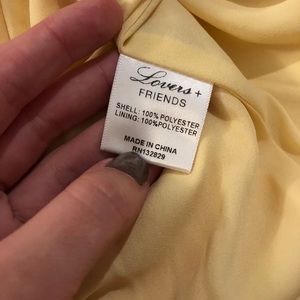 Lovers +
FRIENDS
SHELL: 100% POLYESTER
LINING: 100%POLYESTER
MADE IN CHINA
RN132829